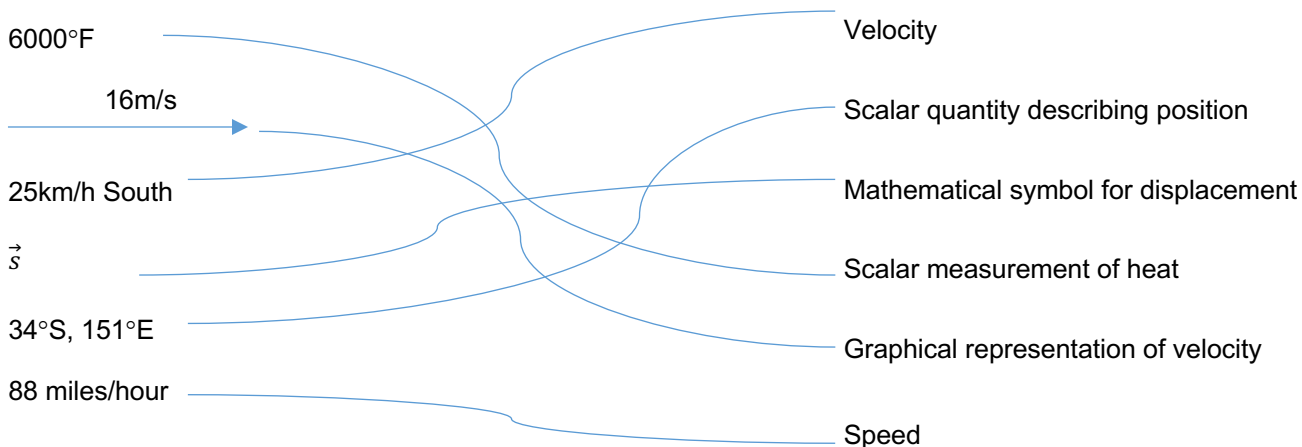 6000°F
16m/s
25km/h South
s⃗
34°S, 151°E
88 miles/hour
Velocity
Scalar quantity describing position
Mathematical symbol for displacement
Scalar measurement of heat
Graphical representation of velocity
Speed